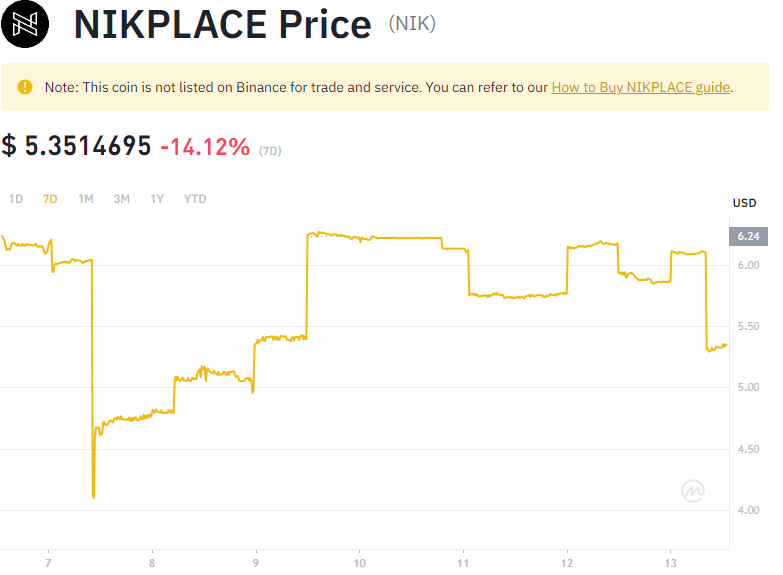 NIKPLACE Price (NIK)
Note: This coin is not listed on Binance for trade and service. You can refer to our How to Buy NIKPLACE guide.
$ 5.3514695 -14.12% (7D)
1D 7D 1M 3M 1Y YTD
USD
6.24
6.00
5.50
5.00
4.50
4.00
7 8 9 10 11 12 13